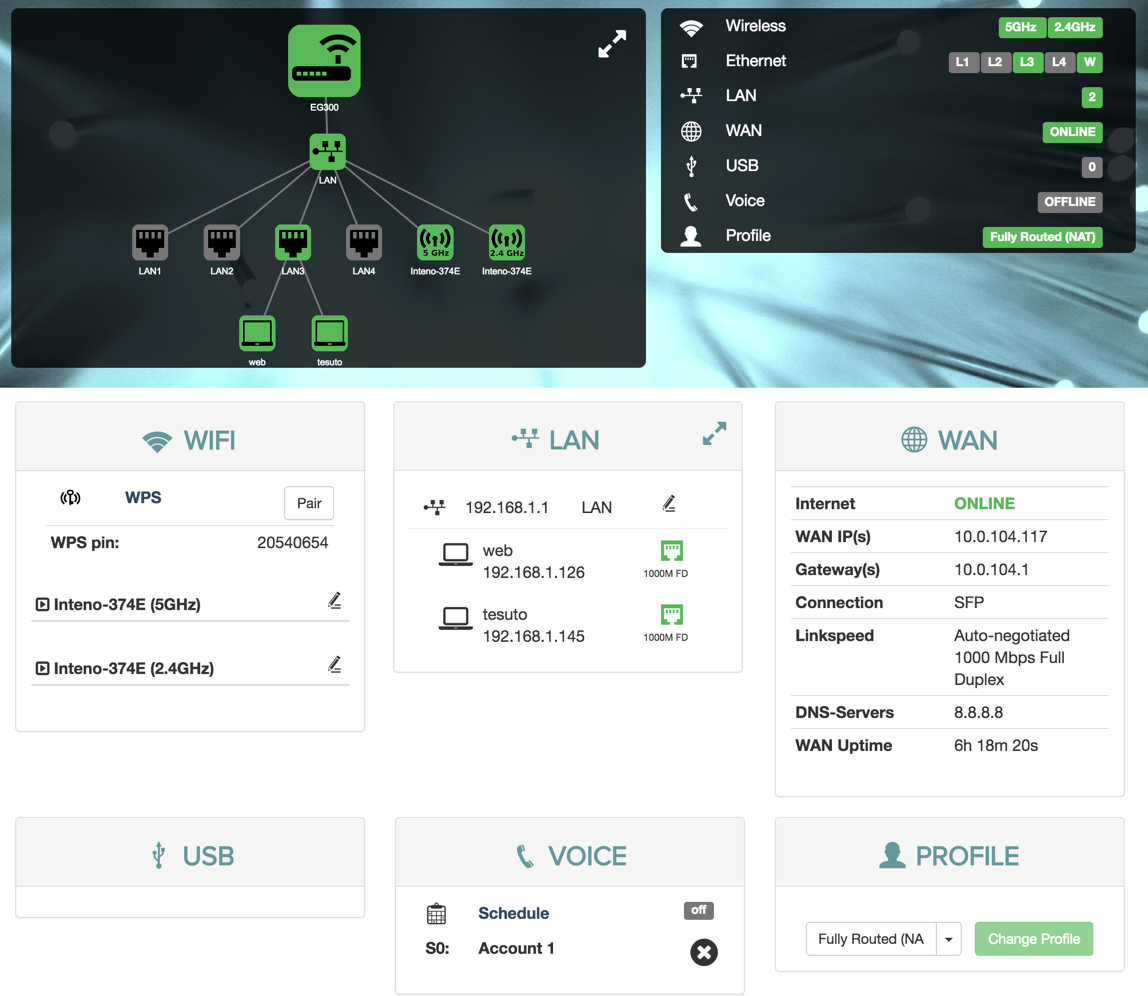 EG300
LAN
LAN1
LAN2
LAN3
LAN4
5 GHz
Inteno-374E
2.4 GHz
Inteno-374E
web
tesuto
Wireless 5GHz 2.4GHz
Ethernet L1 L2 L3 L4 W
LAN 2
WAN ONLINE
USB 0
Voice OFFLINE
Profile Fully Routed (NAT)
WIFI
WPS Pair
WPS pin: 20540654
Inteno-374E (5GHz)
Inteno-374E (2.4GHz)
LAN
192.168.1.1 LAN
web
192.168.1.126 1000M FD
tesuto
192.168.1.145 1000M FD
WAN
Internet ONLINE
WAN IP(s) 10.0.104.117
Gateway(s) 10.0.104.1
Connection SFP
Linkspeed Auto-negotiated
1000 Mbps Full
Duplex
DNS-Servers 8.8.8.8
WAN Uptime 6h 18m 20s
USB
VOICE
Schedule off
S0: Account 1
PROFILE
Fully Routed (NA Change Profile